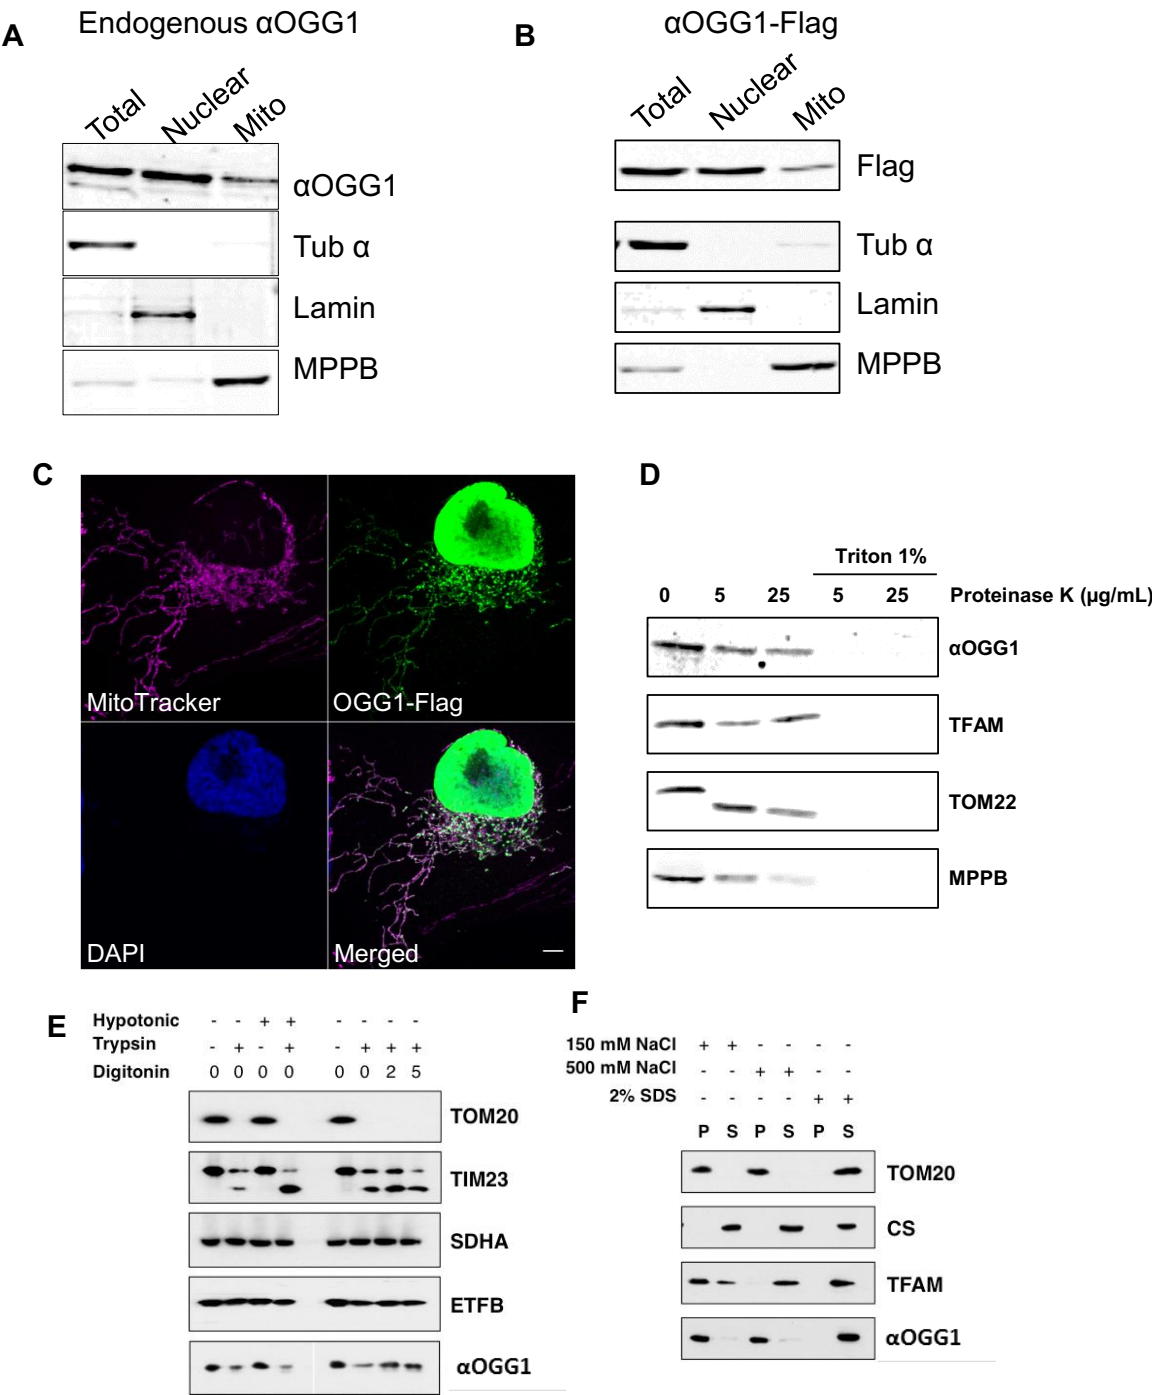 A
Endogenous αOGG1
Total Nuclear Mito
αOGG1
Tub α
Lamin
MPPB
B
αOGG1-Flag
Total Nuclear Mito
Flag
Tub α
Lamin
MPPB
C
MitoTracker
OGG1-Flag
DAPI
Merged
D
Triton 1%
0 5 25 5 25 Proteinase K (µg/mL)
αOGG1
TFAM
TOM22
MPPB
E
Hypotonic - - + + - - - -
Trypsin - + - + - + + +
Digitonin 0 0 0 0 0 0 2 5
TOM20
TIM23
SDHA
ETFB
αOGG1
F
150 mM NaCl + + - - - -
500 mM NaCl - - + + - -
2% SDS - - - - + +
P S P S P S
TOM20
CS
TFAM
αOGG1